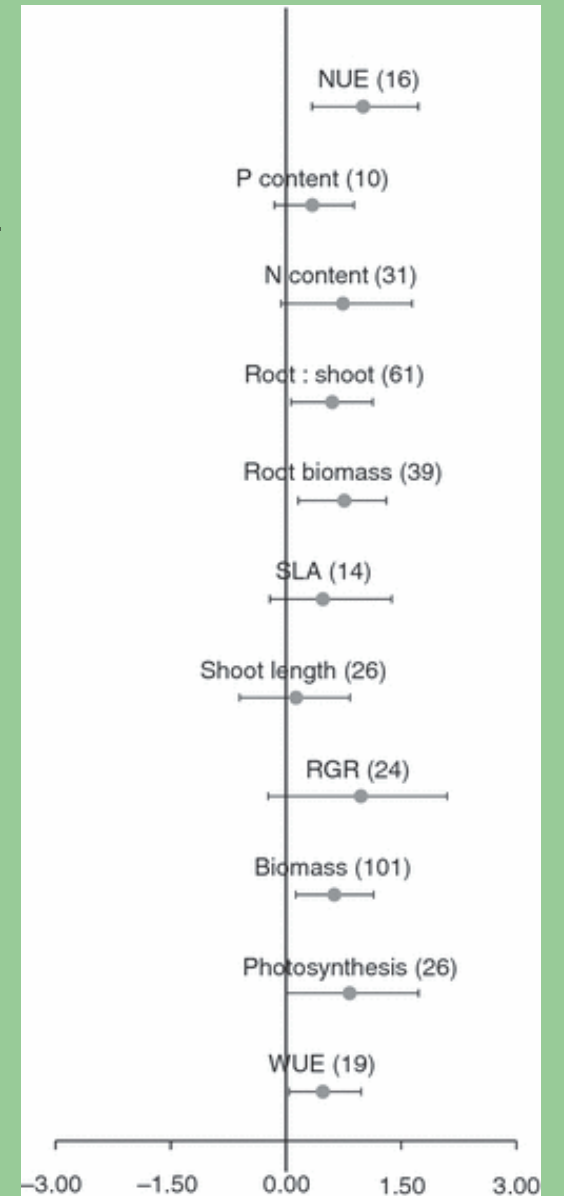 NUE (16)
P content (10)
N content (31)
Root : shoot (61)
Root biomass (39)
SLA (14)
Shoot length (26)
RGR (24)
Biomass (101)
Photosynthesis (26)
WUE (19)
–3.00 –1.50 0.00 1.50 3.00